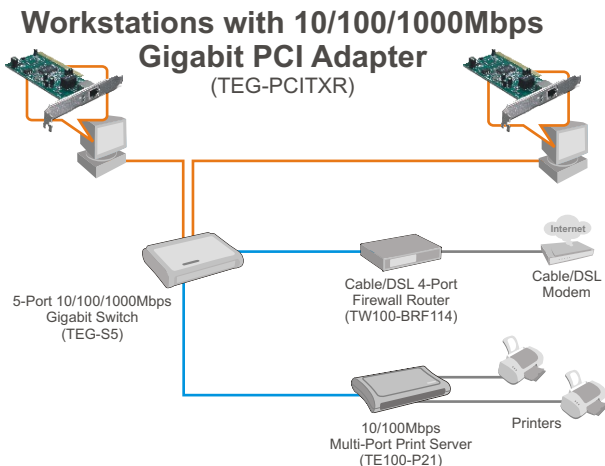 Workstations with 10/100/1000Mbps
Gigabit PCI Adapter
(TEG-PCITXR)
Internet
Cable/DSL
Modem
Cable/DSL 4-Port
Firewall Router
(TW100-BRF114)
5-Port 10/100/1000Mbps
Gigabit Switch
(TEG-S5)
Printers
10/100Mbps
Multi-Port Print Server
(TE100-P21)